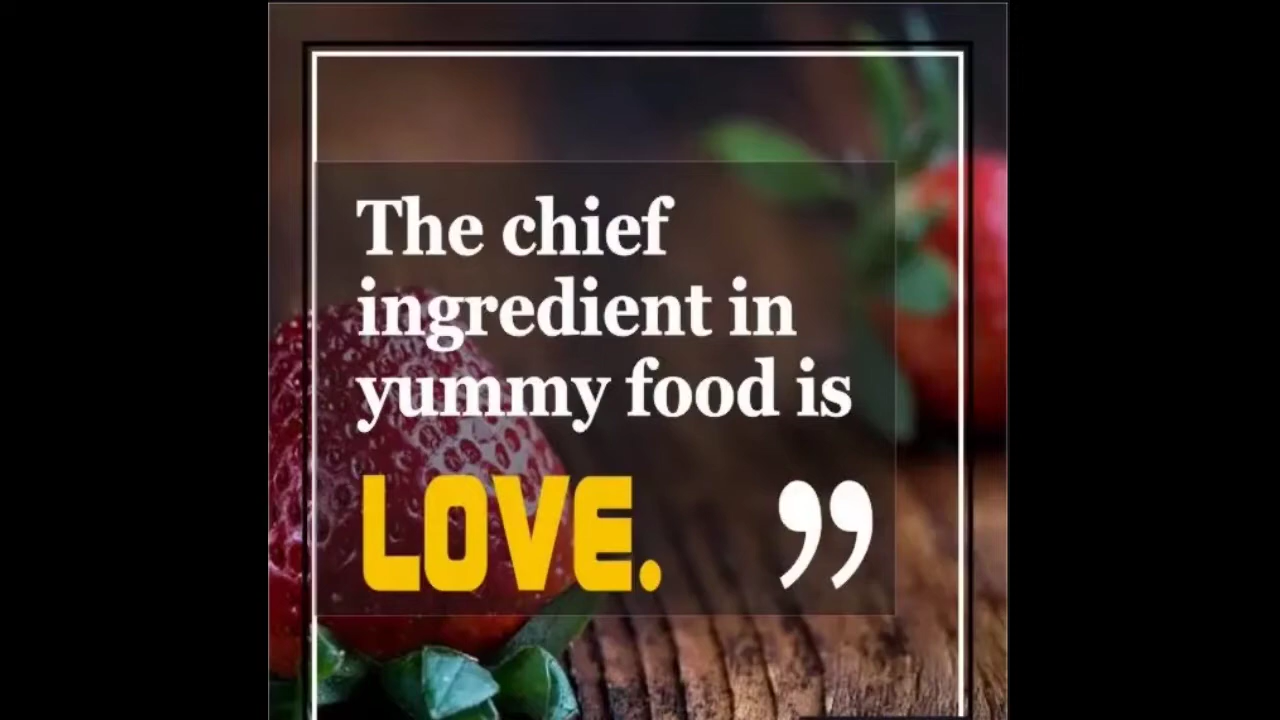 The chief
ingredient in
yummy food is
LOVE. ”